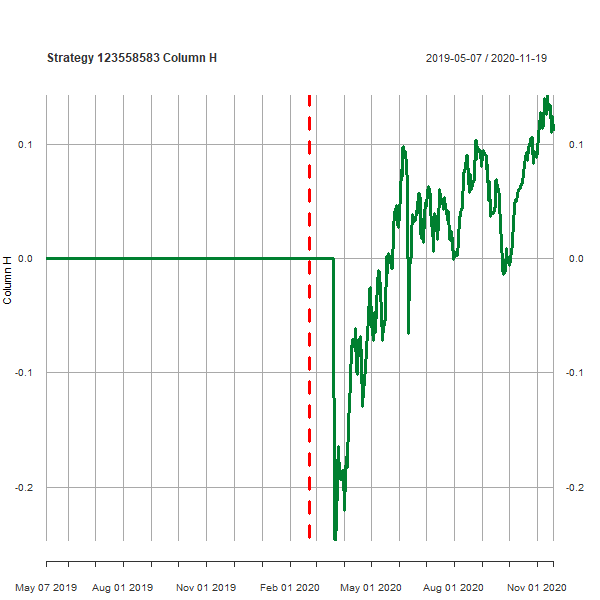 Strategy 123558583 Column H 2019-05-07 / 2020-11-19
0.1 0.1
0.0 0.0
-0.1 -0.1
-0.2 -0.2
Column H
May 07 2019 Aug 01 2019 Nov 01 2019 Feb 01 2020 May 01 2020 Aug 01 2020 Nov 01 2020